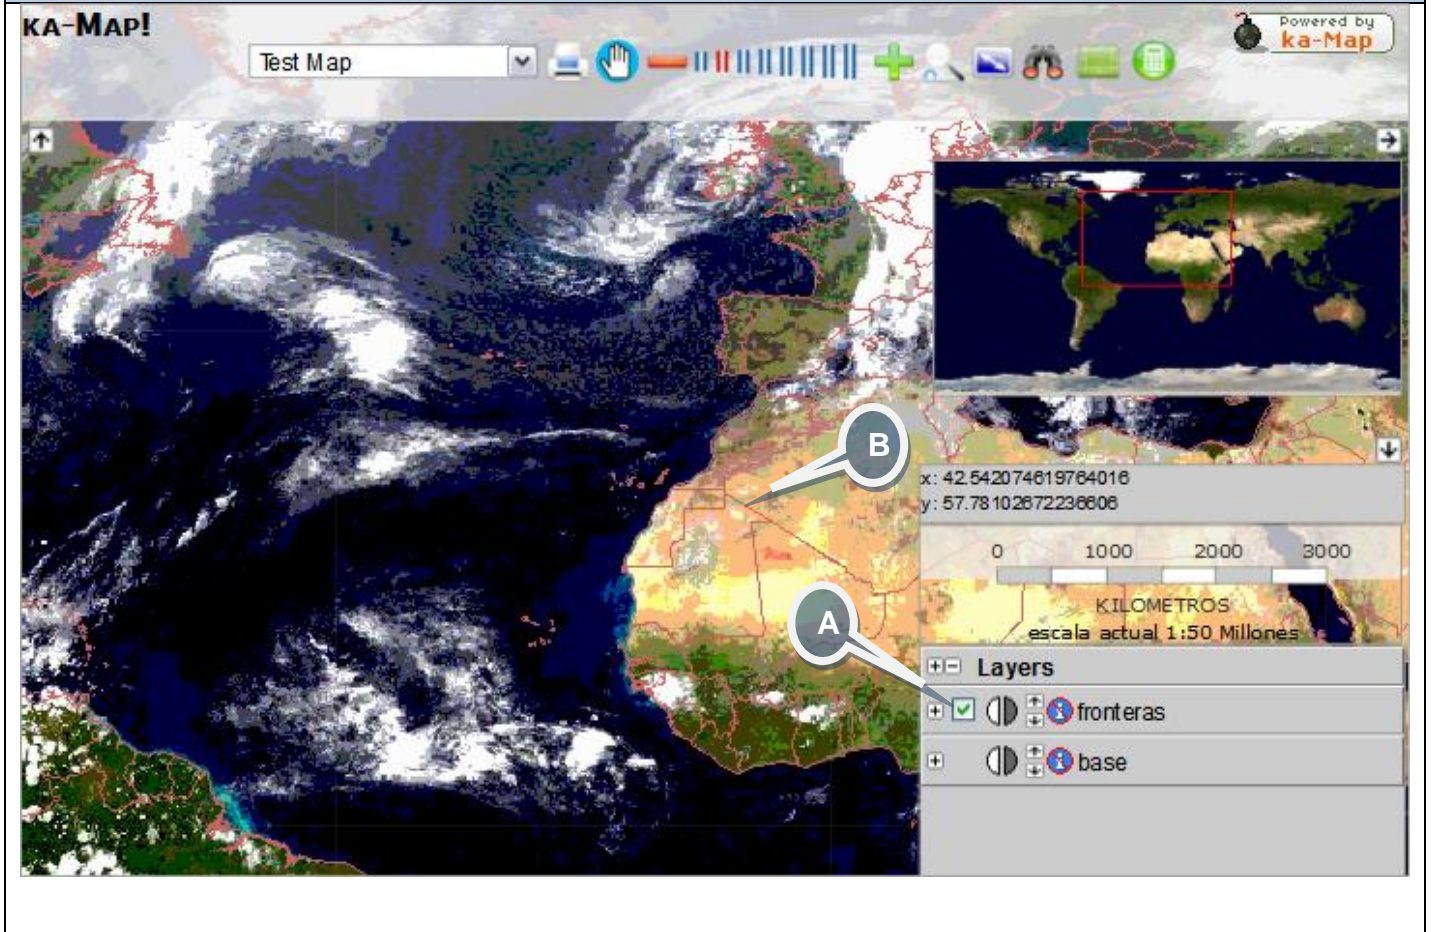 KA-MAP!
Powered by
ka-Map
Test Map
B
x: 42.542074619764016
y: 57.78102672236606
0 1000 2000 3000
KILOMETROS
escala actual 1:50 Millones
A
Layers
fronteras
base